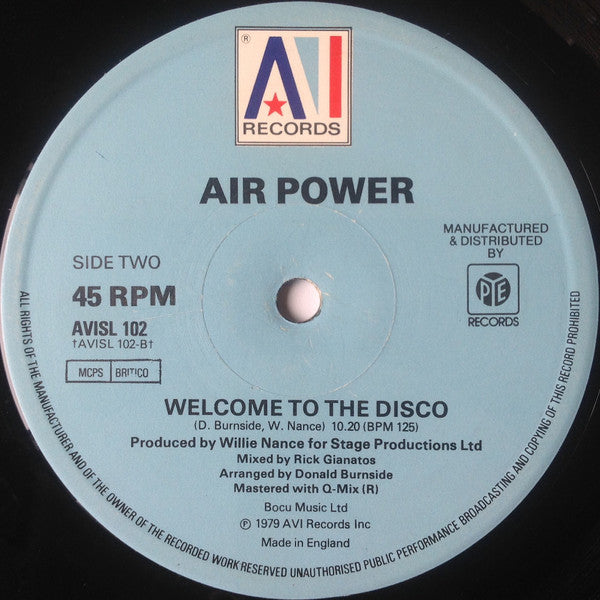 ®
AVI
RECORDS
AIR POWER
MANUFACTURED
& DISTRIBUTED
BY
PYE
RECORDS
SIDE TWO
45 RPM
AVISL 102
†AVISL 102-B†
MCPS BRITICO
WELCOME TO THE DISCO
(D. Burnside, W. Nance) 10.20 (BPM 125)
Produced by Willie Nance for Stage Productions Ltd
Mixed by Rick Gianatos
Arranged by Donald Burnside
Mastered with Q-Mix (R)
Bocu Music Ltd
℗ 1979 AVI Records Inc
Made in England
ALL RIGHTS OF THE MANUFACTURER AND OF THE OWNER OF THE RECORDED WORK RESERVED UNAUTHORISED PUBLIC PERFORMANCE BROADCASTING AND COPYING OF THIS RECORD PROHIBITED